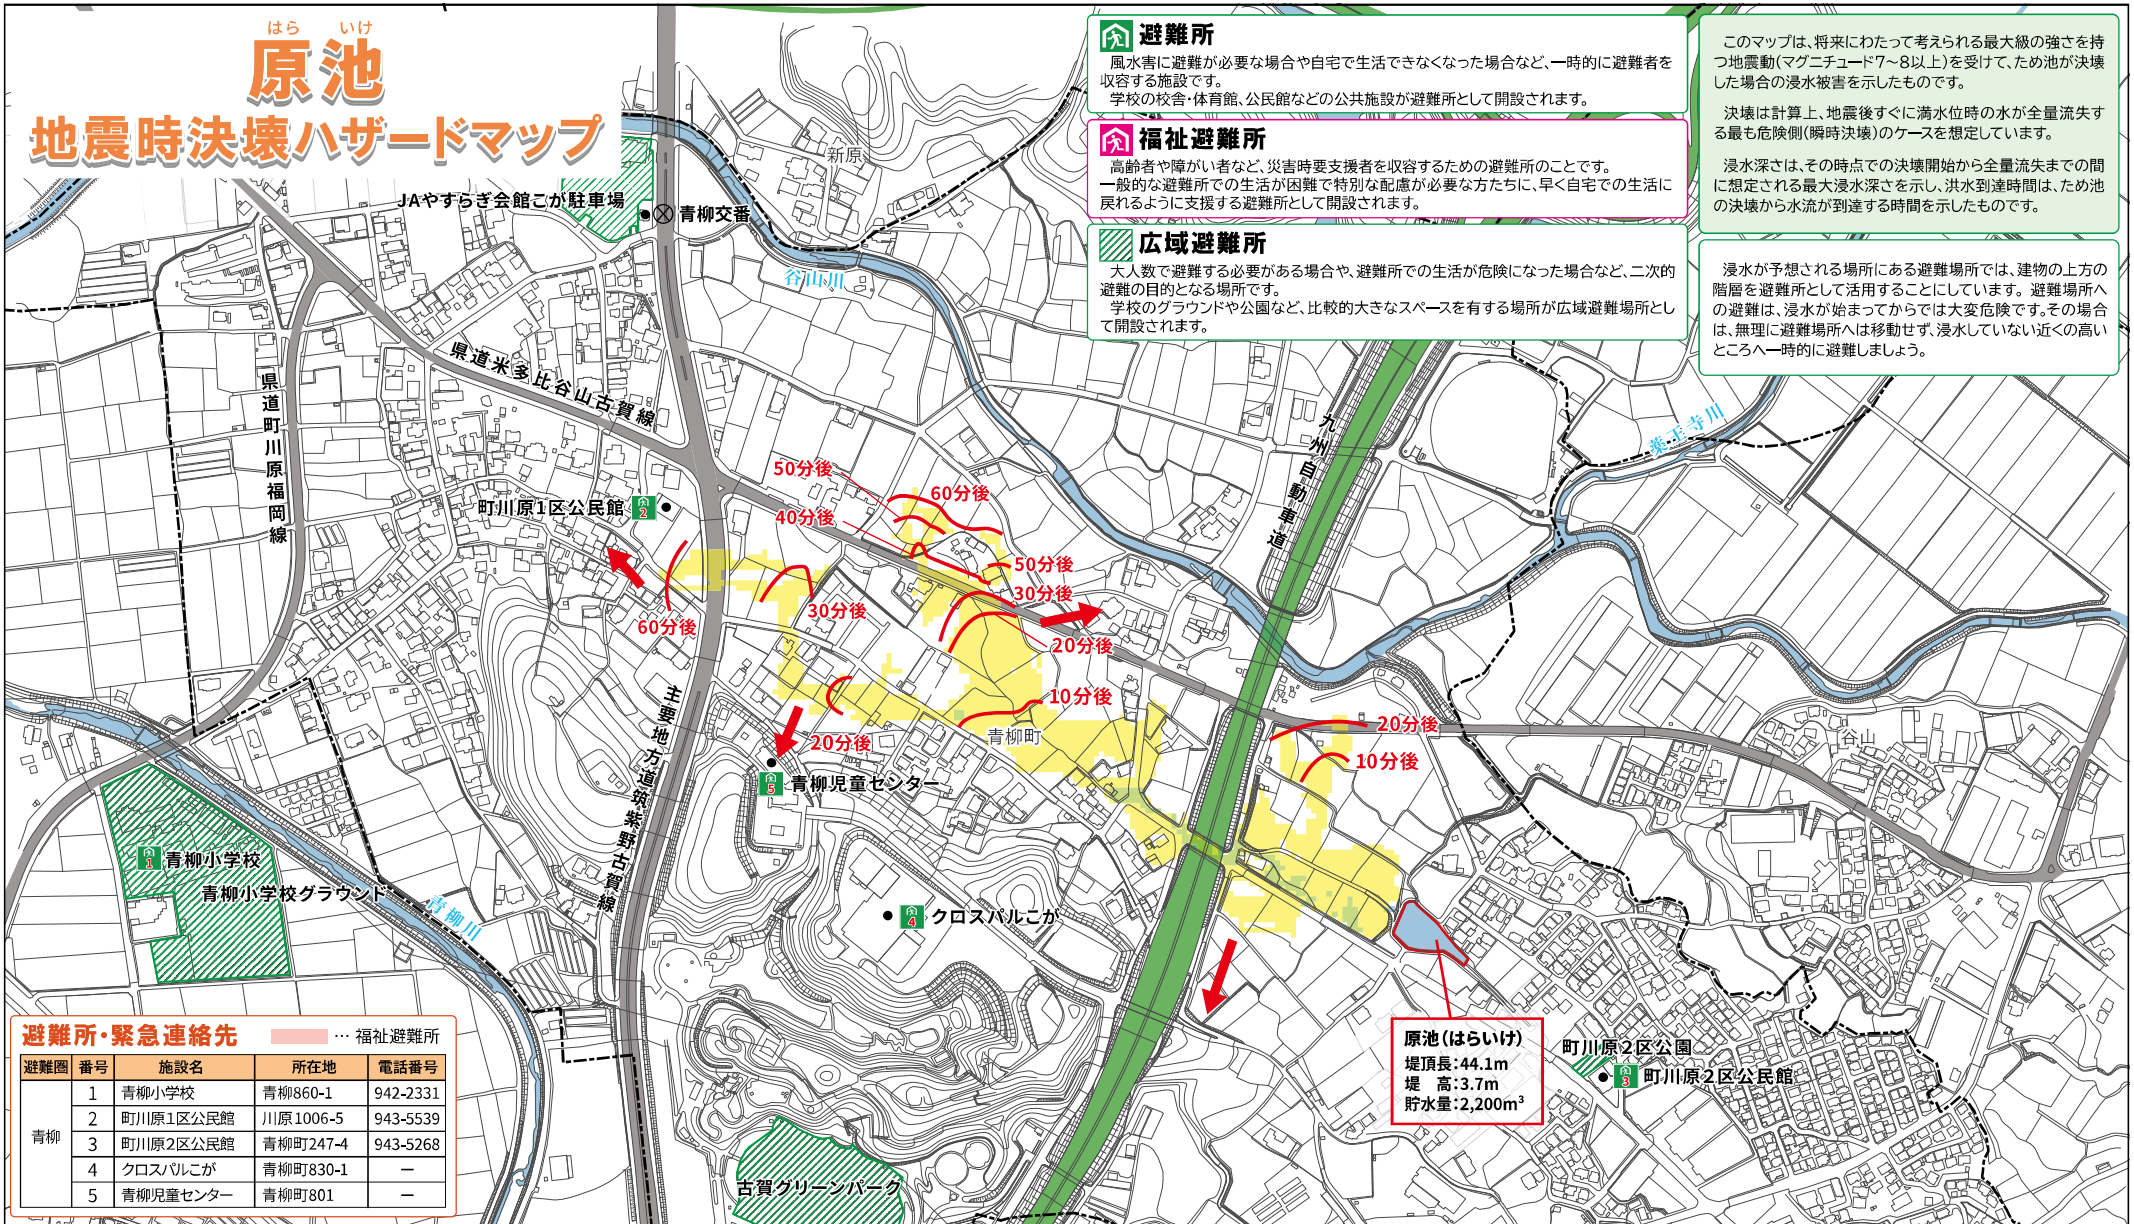 はら いけ
原池
地震時決壊ハザードマップ
避難所
風水害に避難が必要な場合や自宅で生活できなくなった場合など、一時的に避難者を
収容する施設です。
学校の校舎・体育館、公民館などの公共施設が避難所として開設されます。
福祉避難所
高齢者や障がい者など、災害時要支援者を収容するための避難所のことです。
一般的な避難所での生活が困難で特別な配慮が必要な方たちに、早く自宅での生活に
戻れるように支援する避難所として開設されます。
広域避難所
大人数で避難する必要がある場合や、避難所での生活が危険になった場合など、二次的
避難の目的となる場所です。
学校のグラウンドや公園など、比較的大きなスペースを有する場所が広域避難場所とし
て開設されます。
このマップは、将来にわたって考えられる最大級の強さを持
つ地震動(マグニチュード7~8以上)を受けて、ため池が決壊
した場合の浸水被害を示したものです。
決壊は計算上、地震後すぐに満水位時の水が全量流失す
る最も危険側(瞬時決壊)のケースを想定しています。
浸水深さは、その時点での決壊開始から全量流失までの間
に想定される最大浸水深さを示し、洪水到達時間は、ため池
の決壊から水流が到達する時間を示したものです。
浸水が予想される場所にある避難場所では、建物の上方の
階層を避難所として活用することにしています。避難場所へ
の避難は、浸水が始まってからでは大変危険です。その場合
は、無理に避難場所へは移動せず、浸水していない近くの高い
ところへ一時的に避難しましょう。
新原
JAやすらぎ会館こが駐車場
青柳交番
谷山川
県道米多比谷山古賀線
県道町川原福岡線
九州自動車道
薬王寺川
50分後
60分後
40分後
町川原1区公民館
2
50分後
30分後
30分後
60分後
20分後
10分後
主要地方道筑紫野古賀線
20分後
青柳町
20分後
10分後
谷山
5
青柳児童センター
1
青柳小学校
青柳小学校グラウンド
青柳川
4
クロスパルこが
原池(はらいけ)
堤頂長:44.1m
堤 高:3.7m
貯水量:2,200m³
町川原2区公園
3
町川原2区公民館
古賀グリーンパーク
避難所・緊急連絡先 … 福祉避難所
避難圏 番号 施設名 所在地 電話番号
青柳
1 青柳小学校 青柳860-1 942-2331
2 町川原1区公民館 川原1006-5 943-5539
3 町川原2区公民館 青柳町247-4 943-5268
4 クロスパルこが 青柳町830-1 ー
5 青柳児童センター 青柳町801 ー